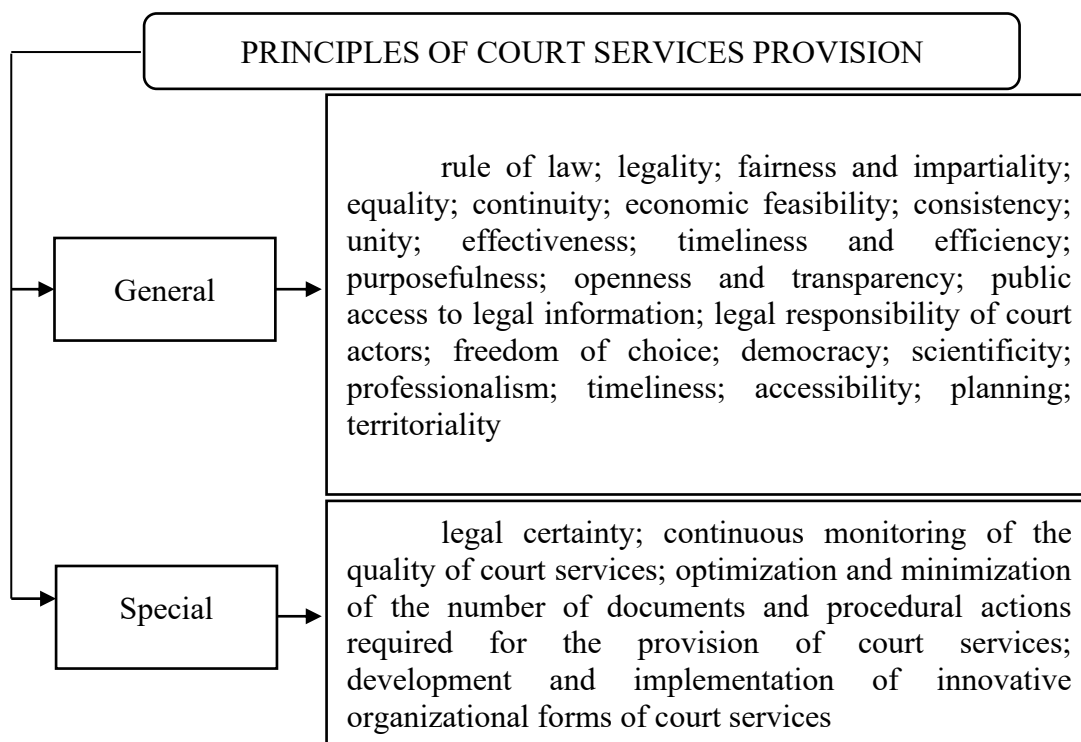 PRINCIPLES OF COURT SERVICES PROVISION
General
rule of law; legality; fairness and impartiality;
equality; continuity; economic feasibility; consistency;
unity; effectiveness; timeliness and efficiency;
purposefulness; openness and transparency; public
access to legal information; legal responsibility of court
actors; freedom of choice; democracy; scientificity;
professionalism; timeliness; accessibility; planning;
territoriality
Special
legal certainty; continuous monitoring of the
quality of court services; optimization and minimization
of the number of documents and procedural actions
required for the provision of court services;
development and implementation of innovative
organizational forms of court services